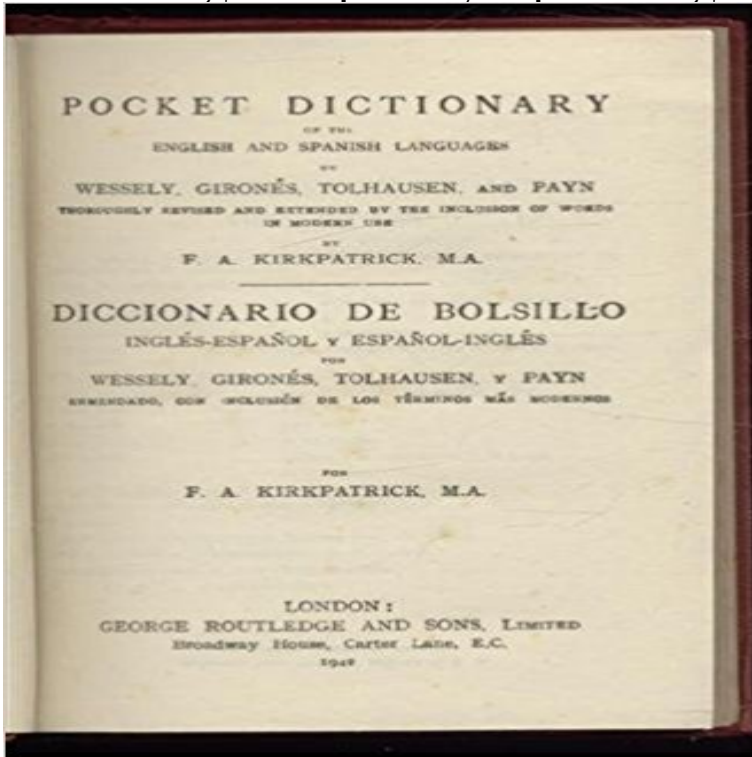 POCKET DICTIONARY
OF THE
ENGLISH AND SPANISH LANGUAGES
BY
WESSELY, GIRONÉS, TOLHAUSEN, AND PAYN
THOROUGHLY REVISED AND EXTENDED BY THE INCLUSION OF WORDS
IN MODERN USE
BY
F. A. KIRKPATRICK, M.A.
DICCIONARIO DE BOLSILLO
INGLÉS-ESPAÑOL Y ESPAÑOL-INGLÉS
POR
WESSELY, GIRONÉS, TOLHAUSEN, Y PAYN
ENMENDADO, CON INCLUSIÓN DE LOS TÉRMINOS MÁS MODERNOS
POR
F. A. KIRKPATRICK, M.A.
LONDON:
GEORGE ROUTLEDGE AND SONS, LIMITED
Broadway House, Carter Lane, E.C.